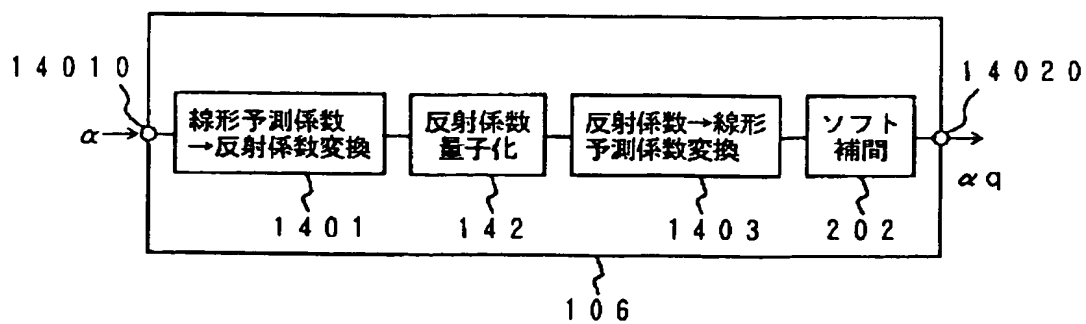 14010
14020
α
線形予測係数
→反射係数変換
反射係数
量子化
反射係数→線形
予測係数変換
ソフト
補間
αq
1401
142
1403
202
106